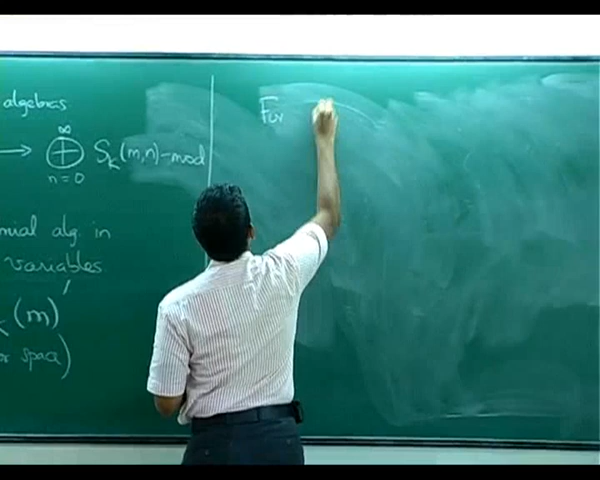 algebras
→ ∞ ⊕ n=0 S_k(m,n)-mod
mial alg. in
variables
(m)
spac)
For